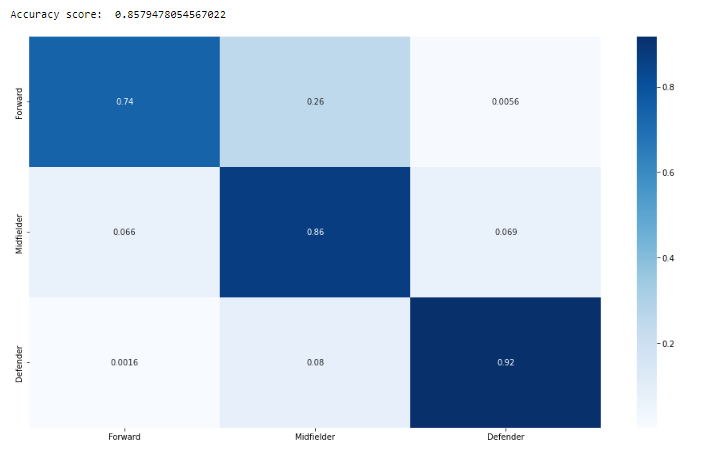 Accuracy score:  0.8579478054567022
Forward 0.74 0.26 0.0056
0.8
0.6
Midfielder 0.066 0.86 0.069
0.4
0.2
Defender 0.0016 0.08 0.92
Forward Midfielder Defender